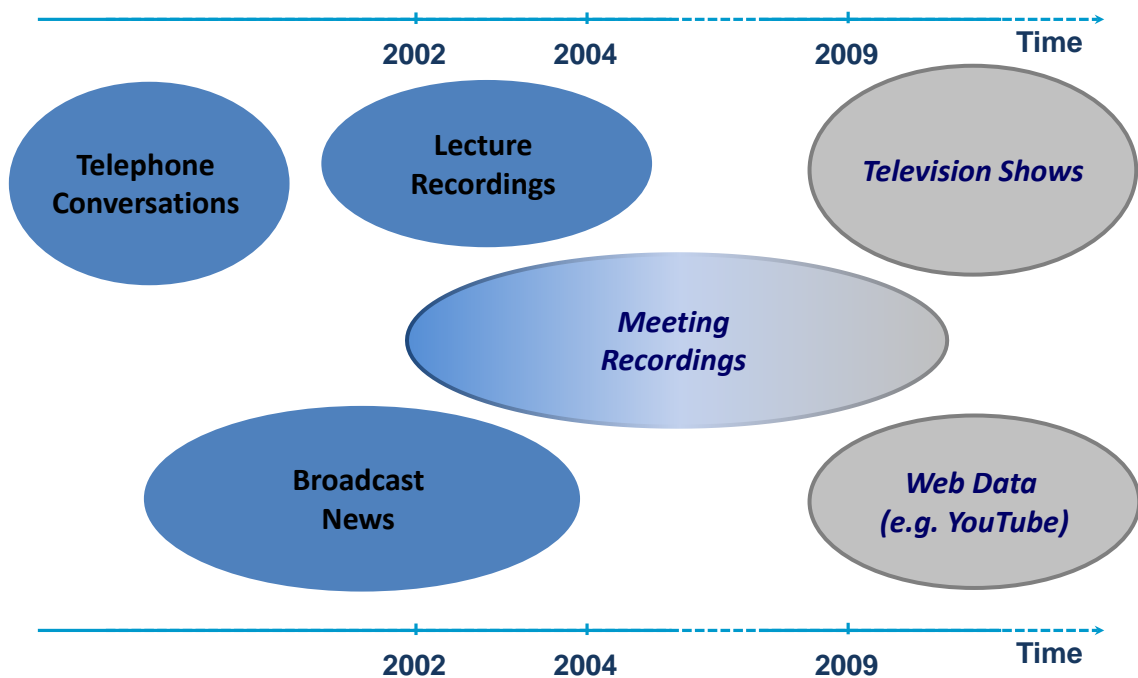 2002 2004 2009 Time
Telephone
Conversations
Lecture
Recordings
Television Shows
Meeting
Recordings
Broadcast
News
Web Data
(e.g. YouTube)
2002 2004 2009 Time